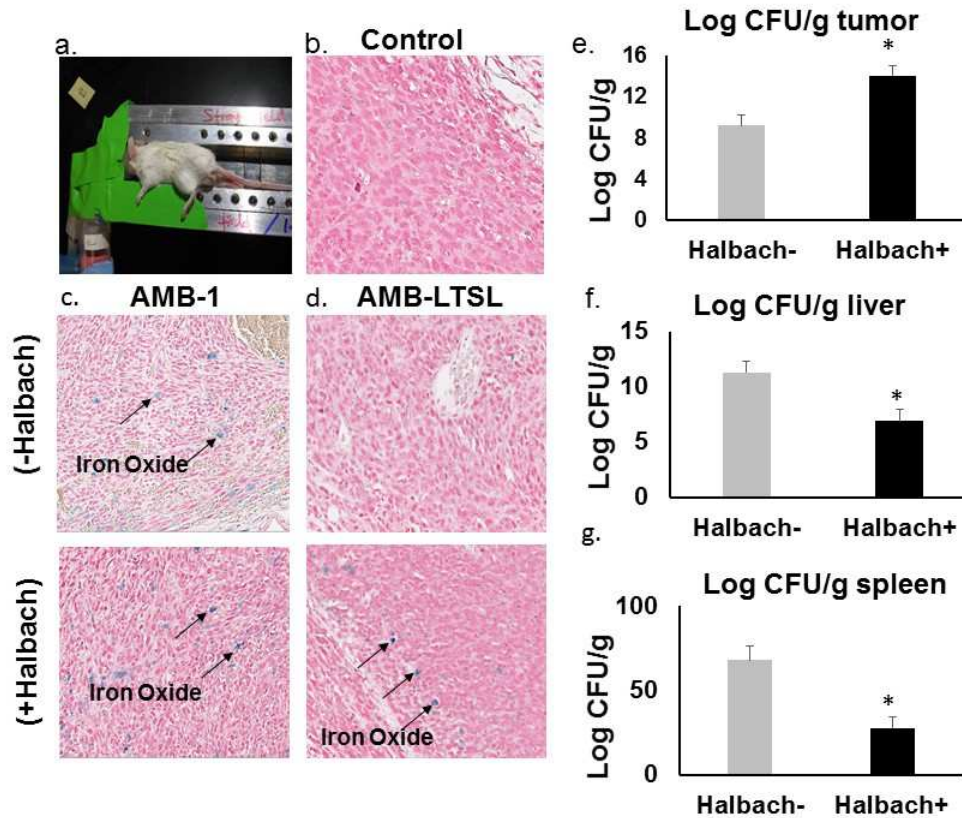 a.
b.
Control
c.
AMB-1
d.
AMB-LTSL
(-Halbach)
Iron Oxide
(+Halbach)
Iron Oxide
Iron Oxide
e.
Log CFU/g tumor
Log CFU/g
16
12
8
4
0
*
Halbach-
Halbach+
f.
Log CFU/g liver
Log CFU/g
15
10
5
0
*
Halbach-
Halbach+
g.
Log CFU/g spleen
Log CFU/g
100
50
0
*
Halbach-
Halbach+